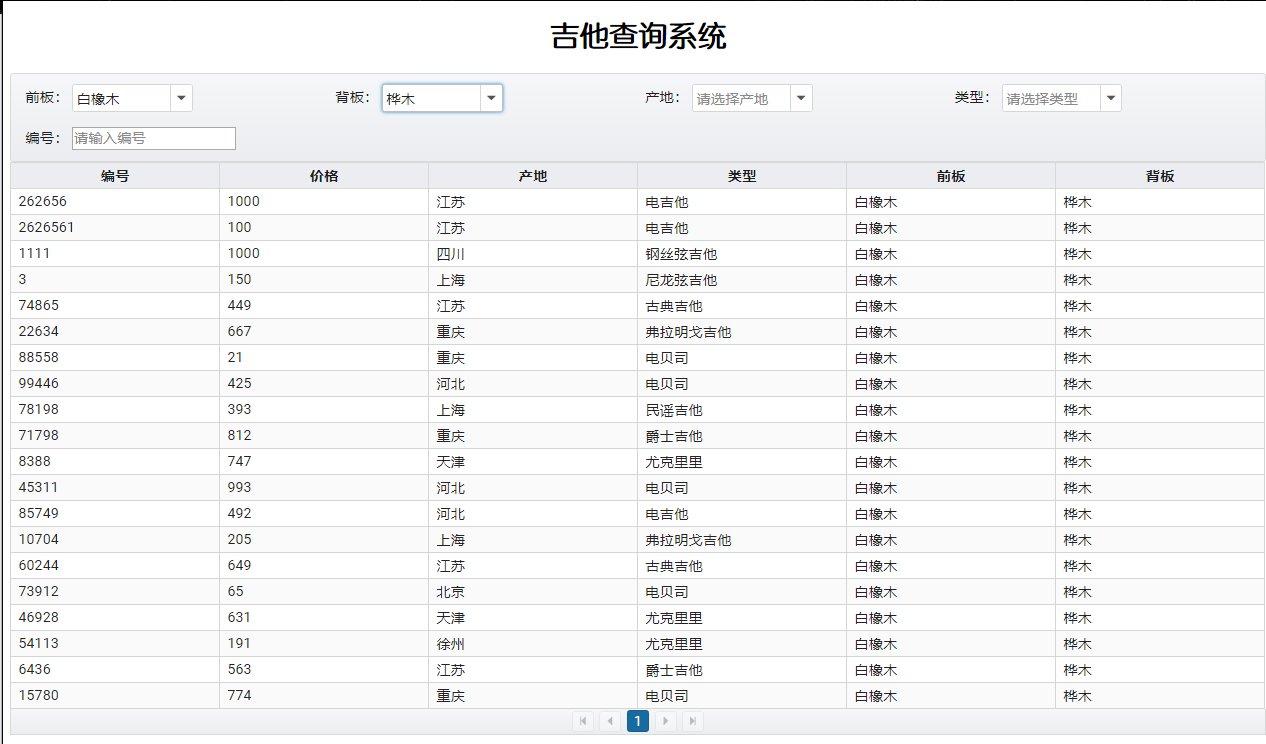 吉他查询系统
前板： 白橡木 背板： 桦木 产地： 请选择产地 类型： 请选择类型
编号： 请输入编号
编号 价格 产地 类型 前板 背板
262656 1000 江苏 电吉他 白橡木 桦木
2626561 100 江苏 电吉他 白橡木 桦木
1111 1000 四川 钢丝弦吉他 白橡木 桦木
3 150 上海 尼龙弦吉他 白橡木 桦木
74865 449 江苏 古典吉他 白橡木 桦木
22634 667 重庆 弗拉明戈吉他 白橡木 桦木
88558 21 重庆 电贝司 白橡木 桦木
99446 425 河北 电贝司 白橡木 桦木
78198 393 上海 民谣吉他 白橡木 桦木
71798 812 重庆 爵士吉他 白橡木 桦木
8388 747 天津 尤克里里 白橡木 桦木
45311 993 河北 电贝司 白橡木 桦木
85749 492 河北 电吉他 白橡木 桦木
10704 205 上海 弗拉明戈吉他 白橡木 桦木
60244 649 江苏 古典吉他 白橡木 桦木
73912 65 北京 电贝司 白橡木 桦木
46928 631 天津 尤克里里 白橡木 桦木
54113 191 徐州 尤克里里 白橡木 桦木
6436 563 江苏 爵士吉他 白橡木 桦木
15780 774 重庆 电贝司 白橡木 桦木
1